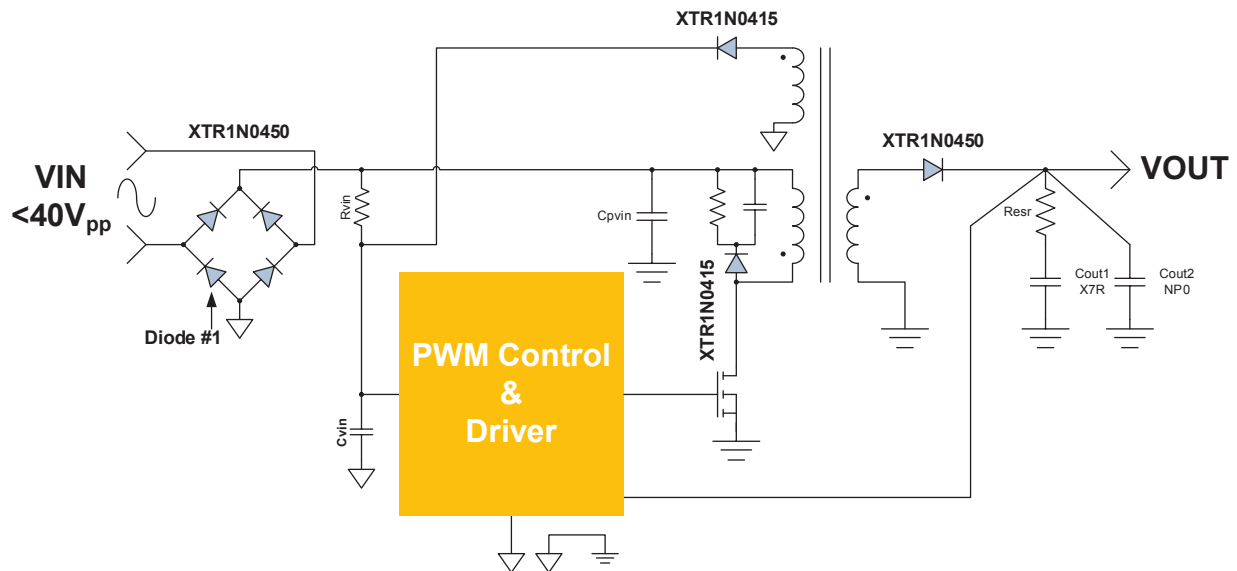 XTR1N0415
XTR1N0450
VIN
<40Vpp
Diode #1
Rvin
Cvin
PWM Control
&
Driver
Cpvin
XTR1N0415
XTR1N0450
VOUT
Resr
Cout1
X7R
Cout2
NP0